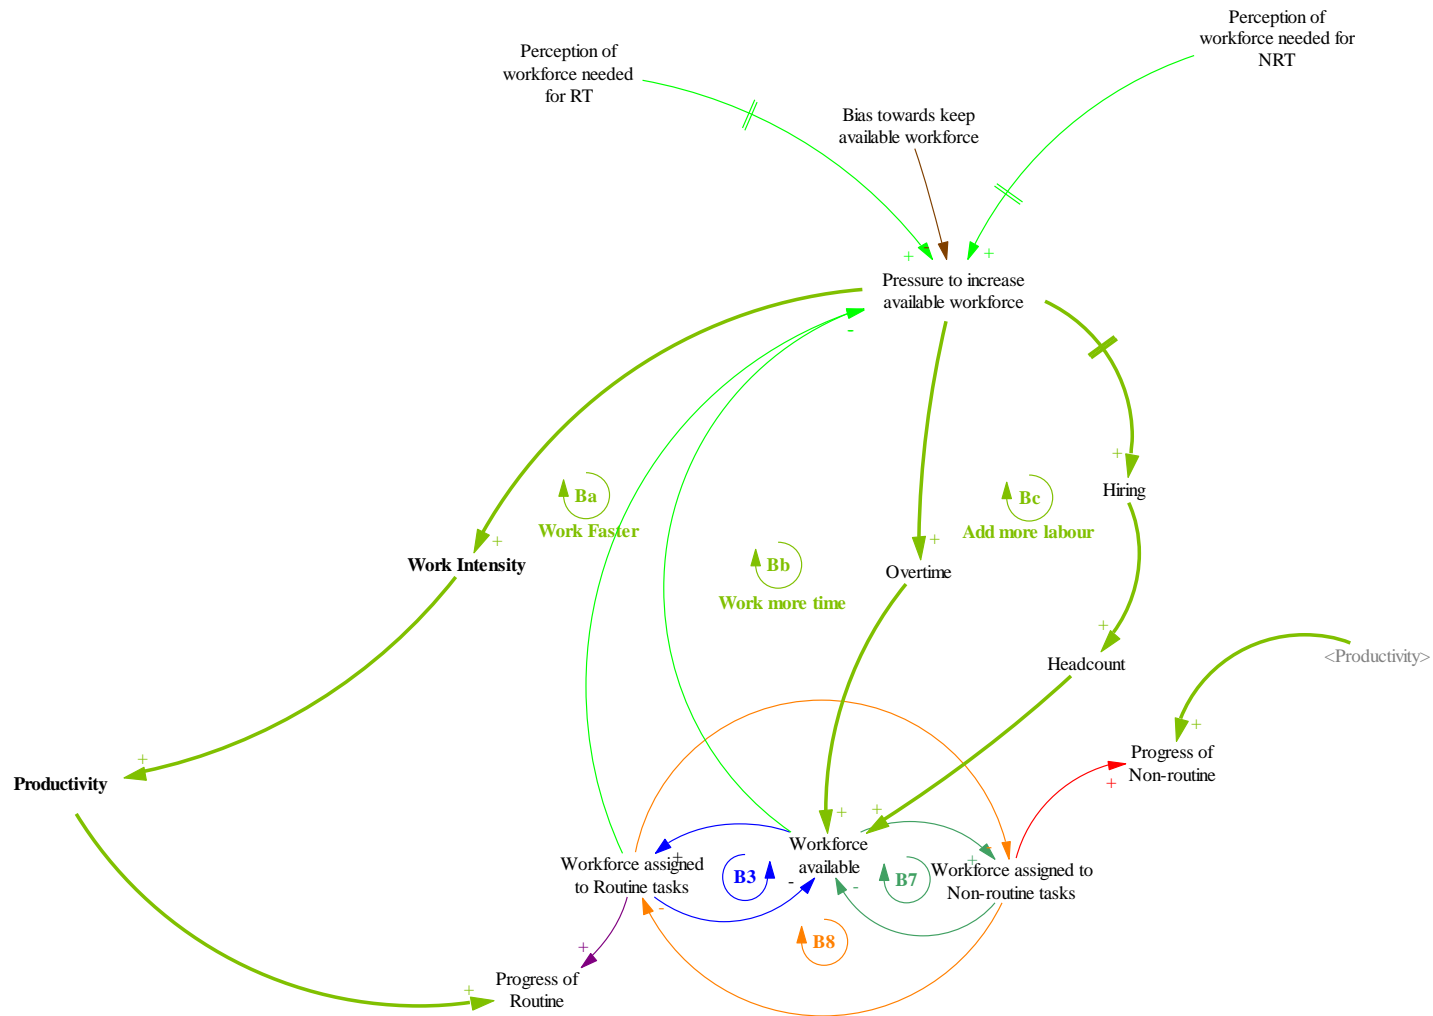 Perception of
workforce needed
for RT
Perception of
workforce needed for
NRT
Bias towards keep
available workforce
-
+
+
Pressure to increase
available workforce
-
+
Hiring
Ba
Work Faster
Bc
Add more labour
+
Work Intensity
+
Overtime
Bb
Work more time
+
Headcount
<Productivity>
+
Progress of
Non-routine
+
+
Productivity
+
+
Workforce
available
+
Workforce assigned
to Routine tasks
B3
-
-
B7
+
Workforce assigned to
Non-routine tasks
-
B8
+
Progress of
Routine
+